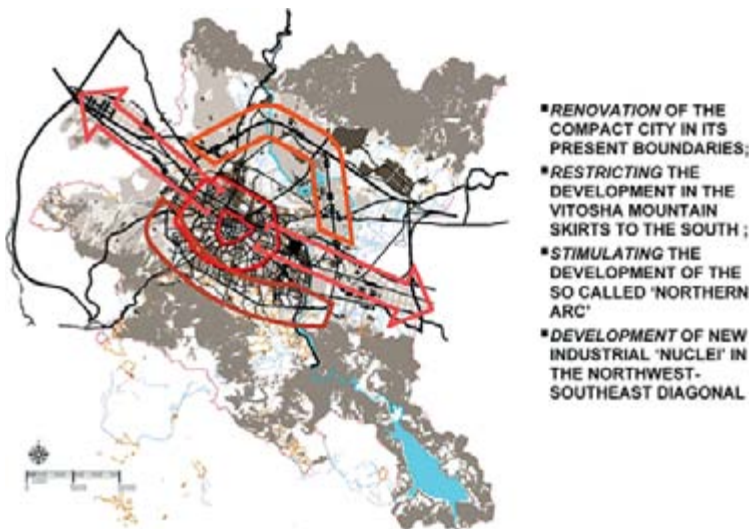 ▪RENOVATION OF THE
COMPACT CITY IN ITS
PRESENT BOUNDARIES;
▪RESTRICTING THE
DEVELOPMENT IN THE
VITOSHA MOUNTAIN
SKIRTS TO THE SOUTH ;
▪STIMULATING THE
DEVELOPMENT OF THE
SO CALLED 'NORTHERN
ARC'
▪DEVELOPMENT OF NEW
INDUSTRIAL 'NUCLEI' IN
THE NORTHWEST-
SOUTHEAST DIAGONAL